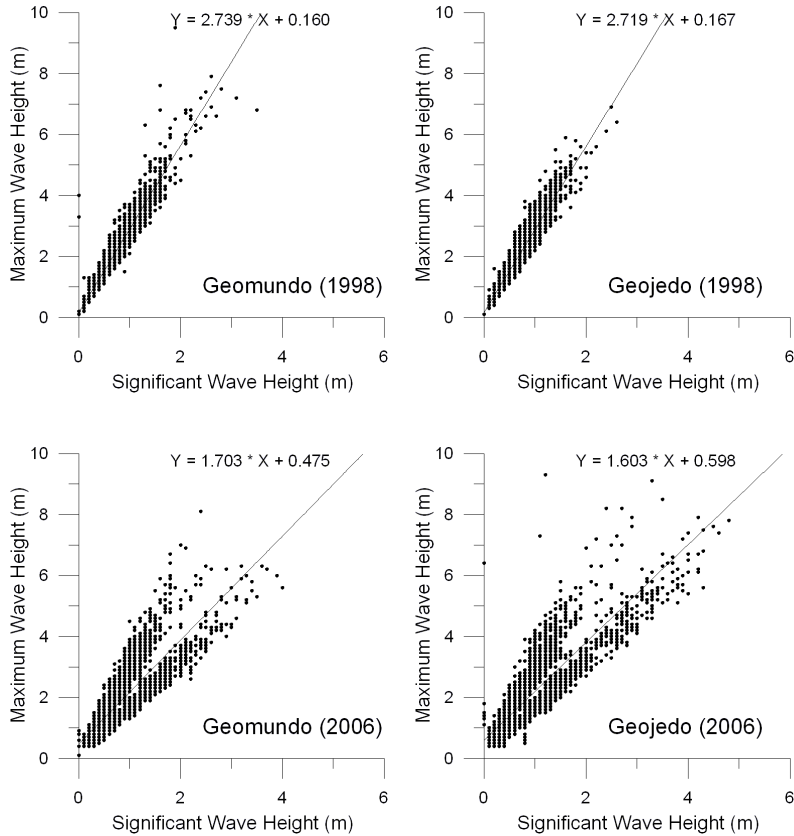 Y = 2.739 * X + 0.160
10
8
6
4
2
0
Maximum Wave Height (m)
Geomundo (1998)
0 2 4 6
Significant Wave Height (m)
Y = 2.719 * X + 0.167
10
8
6
4
2
0
Maximum Wave Height (m)
Geojedo (1998)
0 2 4 6
Significant Wave Height (m)
Y = 1.703 * X + 0.475
10
8
6
4
2
0
Maximum Wave Height (m)
Geomundo (2006)
0 2 4 6
Significant Wave Height (m)
Y = 1.603 * X + 0.598
10
8
6
4
2
0
Maximum Wave Height (m)
Geojedo (2006)
0 2 4 6
Significant Wave Height (m)